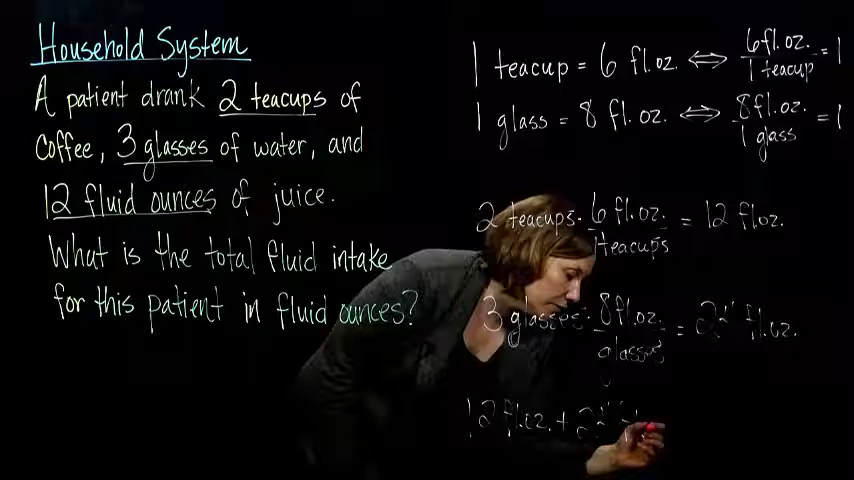 Household System
A patient drank 2 teacups of
coffee, 3 glasses of water, and
12 fluid ounces of juice.
What is the total fluid intake
for this patient in fluid ounces?
1 teacup = 6 fl. oz. ⇔ 6 fl. oz. / 1 teacup = 1
1 glass = 8 fl. oz. ⇔ 8 fl. oz. / 1 glass = 1
2 teacups · 6 fl. oz. / 1 teacups = 12 fl oz.
3 glasses · 8 fl. oz. / glasses = 24 fl. oz.
12 fl. oz. + 24